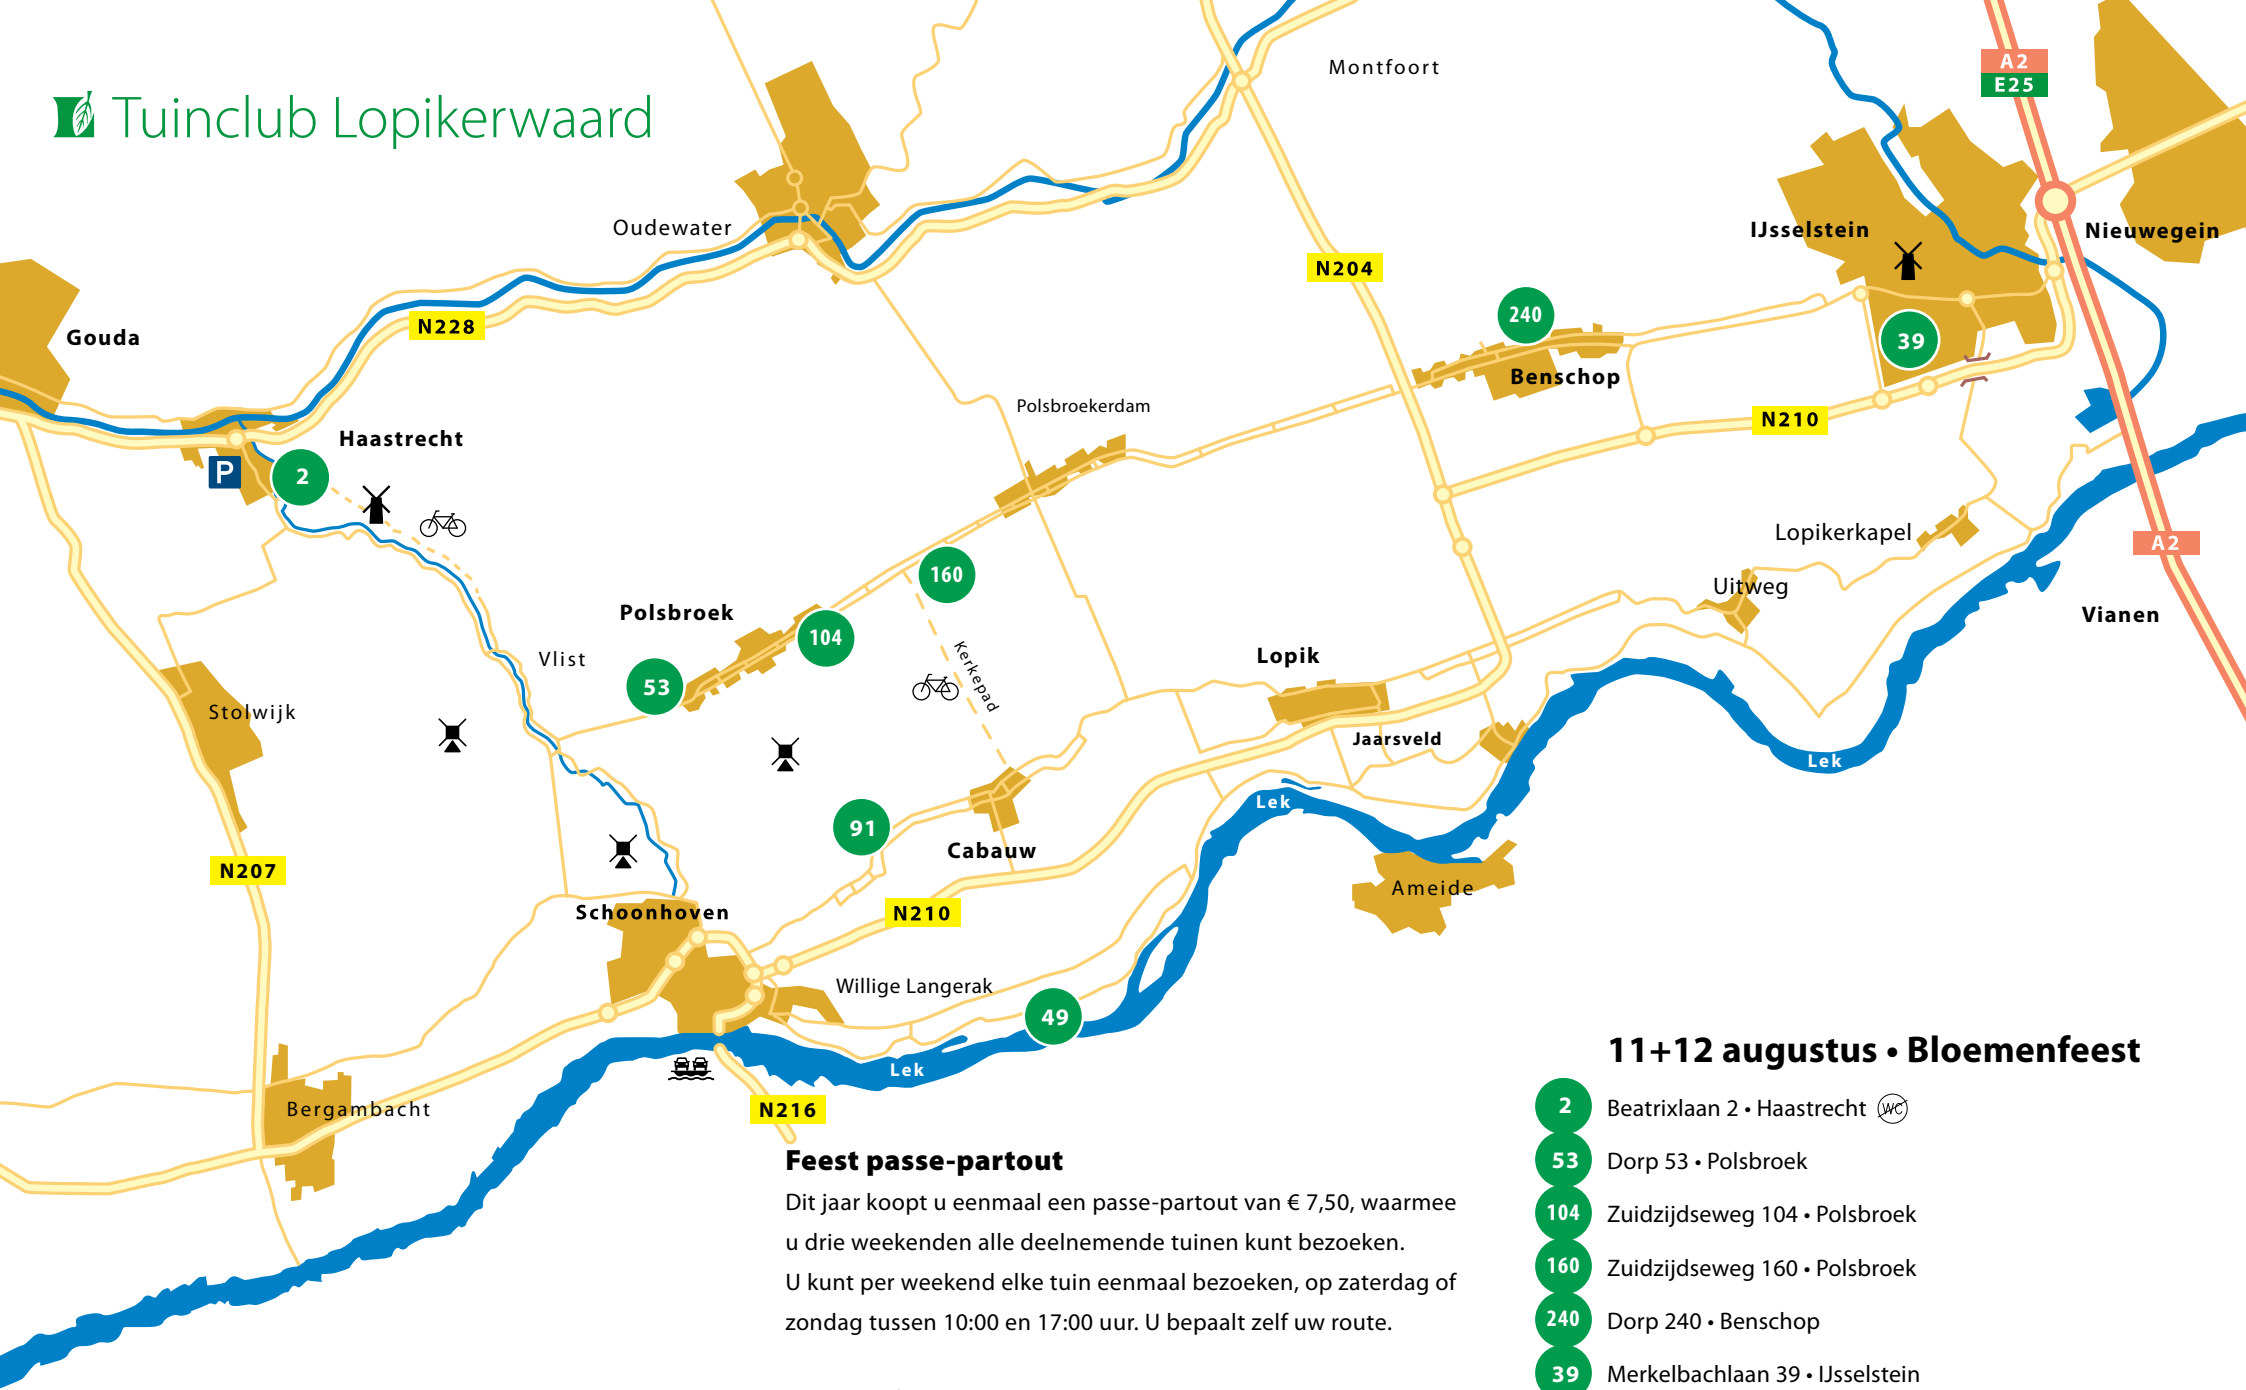 Tuinclub Lopikerwaard
Montfoort
A2
E25
Oudewater
IJsselstein
Nieuwegein
N204
Gouda
N228
240
39
Benschop
Polsbroekerdam
N210
Haastrecht
P
2
Lopikerkapel
A2
160
Uitweg
Polsbroek
104
Vianen
Vlist
Kerkepad
Lopik
53
Stolwijk
Jaarsveld
Lek
Lek
91
Cabauw
N207
Ameide
Schoonhoven
N210
Willige Langerak
49
Lek
Bergambacht
N216
Feest passe-partout
Dit jaar koopt u eenmaal een passe-partout van € 7,50, waarmee
u drie weekenden alle deelnemende tuinen kunt bezoeken.
U kunt per weekend elke tuin eenmaal bezoeken, op zaterdag of
zondag tussen 10:00 en 17:00 uur. U bepaalt zelf uw route.
11+12 augustus • Bloemenfeest
2 Beatrixlaan 2 • Haastrecht WC
53 Dorp 53 • Polsbroek
104 Zuidzijdseweg 104 • Polsbroek
160 Zuidzijdseweg 160 • Polsbroek
240 Dorp 240 • Benschop
39 Merkelbachlaan 39 • IJsselstein